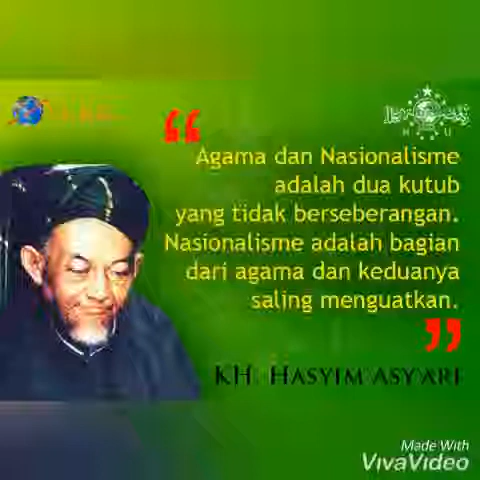 “
Agama dan Nasionalisme
adalah dua kutub
yang tidak berseberangan.
Nasionalisme adalah bagian
dari agama dan keduanya
saling menguatkan.
”
KH. HASYIM ASY'ARI
Made With
VivaVideo